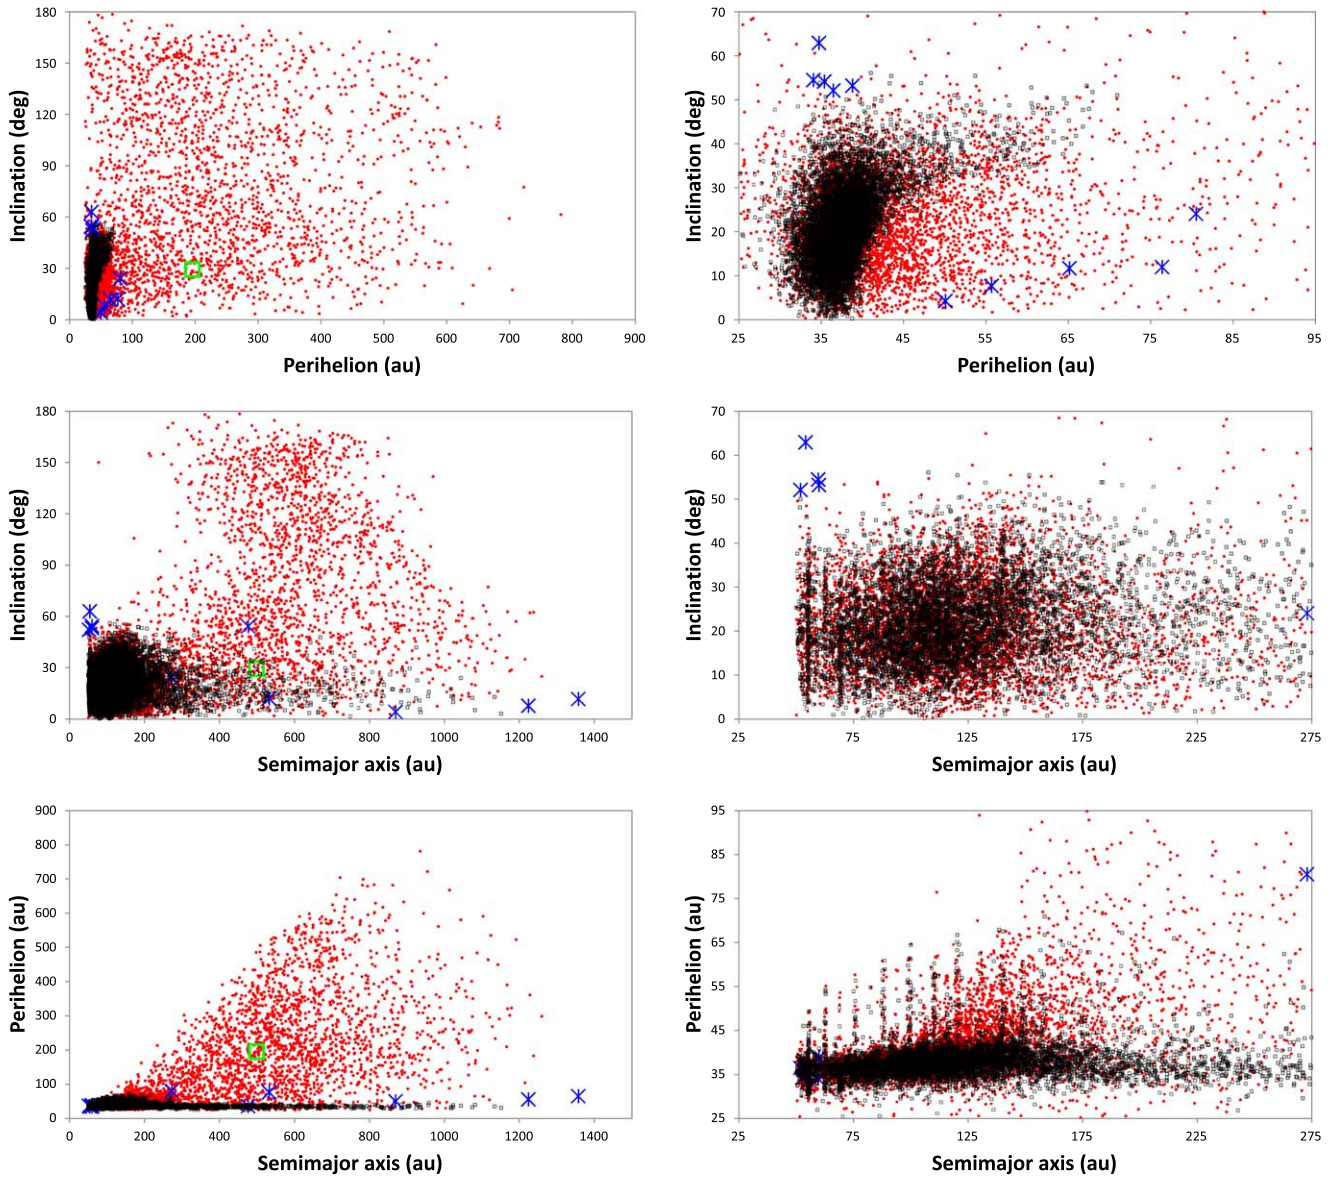 180
150
120
90
60
30
0
Inclination (deg)
0 100 200 300 400 500 600 700 800 900
Perihelion (au)
70
60
50
40
30
20
10
0
Inclination (deg)
25 35 45 55 65 75 85 95
Perihelion (au)
180
150
120
90
60
30
0
Inclination (deg)
0 200 400 600 800 1000 1200 1400
Semimajor axis (au)
70
60
50
40
30
20
10
0
Inclination (deg)
25 75 125 175 225 275
Semimajor axis (au)
900
800
700
600
500
400
300
200
100
0
Perihelion (au)
0 200 400 600 800 1000 1200 1400
Semimajor axis (au)
95
85
75
65
55
45
35
25
Perihelion (au)
25 75 125 175 225 275
Semimajor axis (au)